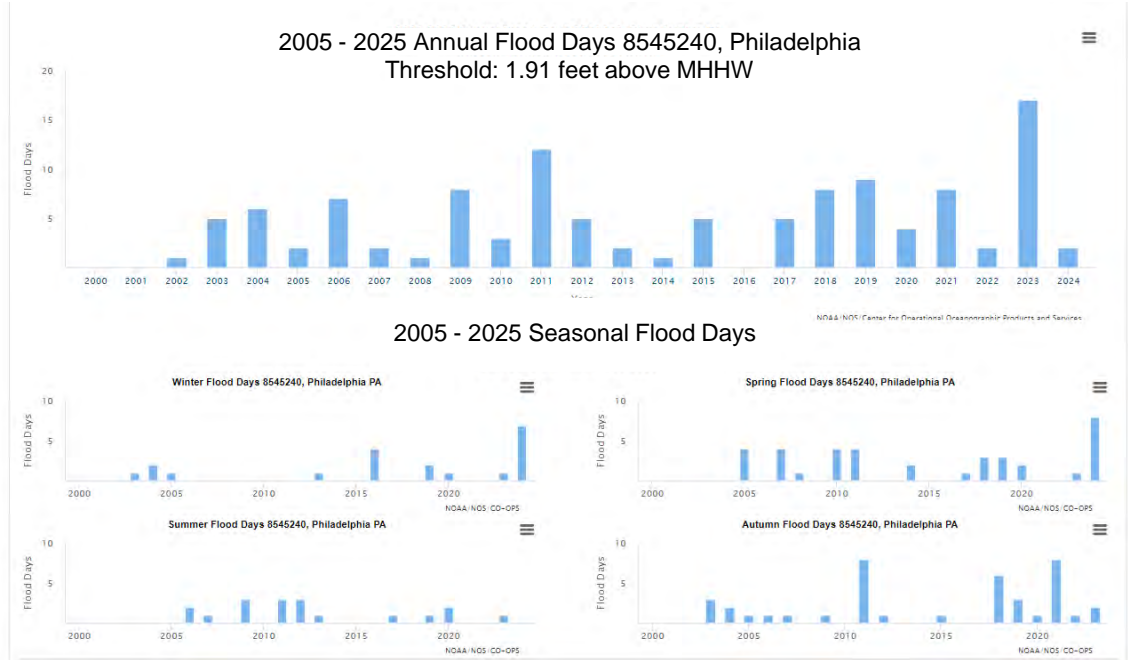 2005 - 2025 Annual Flood Days 8545240, Philadelphia
Threshold: 1.91 feet above MHHW
20
15
10
5
Flood Days
2000 2001 2002 2003 2004 2005 2006 2007 2008 2009 2010 2011 2012 2013 2014 2015 2016 2017 2018 2019 2020 2021 2022 2023 2024
Year
NOAA/NOS/Center for Operational Oceanographic Products and Services
2005 - 2025 Seasonal Flood Days
Winter Flood Days 8545240, Philadelphia PA
10
5
Flood Days
2000 2005 2010 2015 2020
NOAA/NOS/CO-OPS
Spring Flood Days 8545240, Philadelphia PA
10
5
Flood Days
2000 2005 2010 2015 2020
NOAA/NOS/CO-OPS
Summer Flood Days 8545240, Philadelphia PA
10
5
Flood Days
2000 2005 2010 2015 2020
NOAA/NOS/CO-OPS
Autumn Flood Days 8545240, Philadelphia PA
10
5
Flood Days
2000 2005 2010 2015 2020
NOAA/NOS/CO-OPS